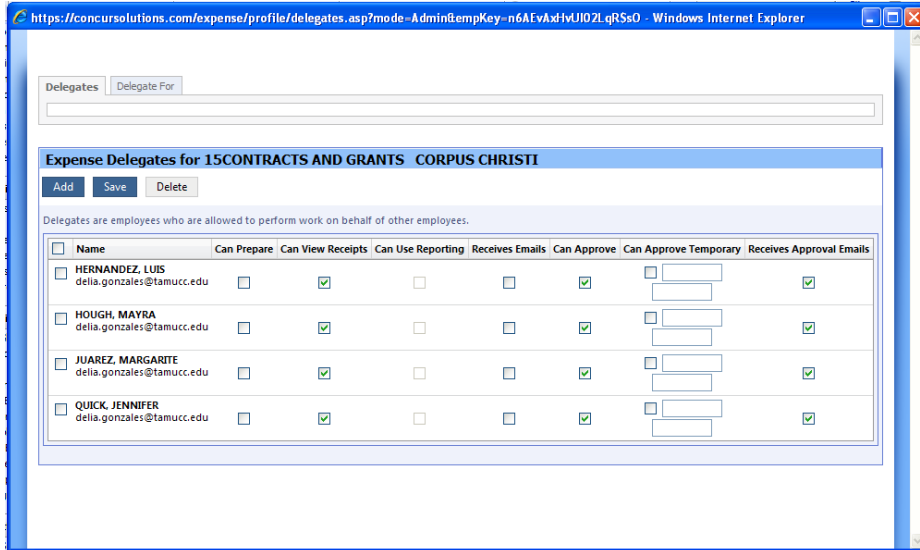 https://concursolutions.com/expense/profile/delegates.asp?mode=Admin&empKey=n6AEvAxHvUI02LqRSsO - Windows Internet Explorer
Delegates Delegate For
Expense Delegates for 15CONTRACTS AND GRANTS CORPUS CHRISTI
Add Save Delete
Delegates are employees who are allowed to perform work on behalf of other employees.
Name Can Prepare Can View Receipts Can Use Reporting Receives Emails Can Approve Can Approve Temporary Receives Approval Emails
HERNANDEZ, LUIS
delia.gonzales@tamucc.edu
HOUGH, MAYRA
delia.gonzales@tamucc.edu
JUAREZ, MARGARITE
delia.gonzales@tamucc.edu
QUICK, JENNIFER
delia.gonzales@tamucc.edu